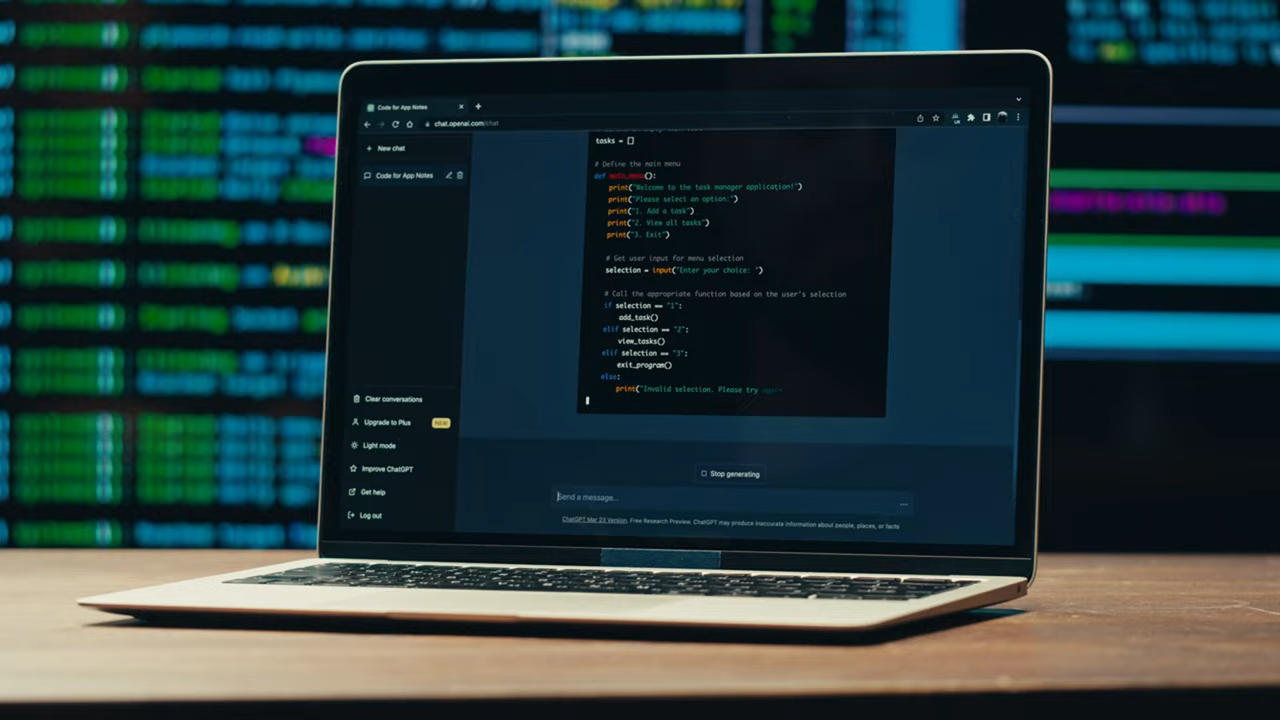 Code for App Notes
chat.openai.com/chat
New chat
Code for App Notes
Clear conversations
Upgrade to Plus
NEW
Light mode
Improve ChatGPT
Get help
Log out
tasks = []
# Define the main menu
def main_menu():
print("Welcome to the task manager application!")
print("Please select an option:")
print("1. Add a task")
print("2. View all tasks")
print("3. Exit")
# Get user input for menu selection
selection = input("Enter your choice: ")
# Call the appropriate function based on the user's selection
if selection == "1":
add_task()
elif selection == "2":
view_tasks()
elif selection == "3":
exit_program()
else:
print("Invalid selection. Please try again
Stop generating
Send a message...
ChatGPT Mar 23 Version. Free Research Preview. ChatGPT may produce inaccurate information about people, places, or facts